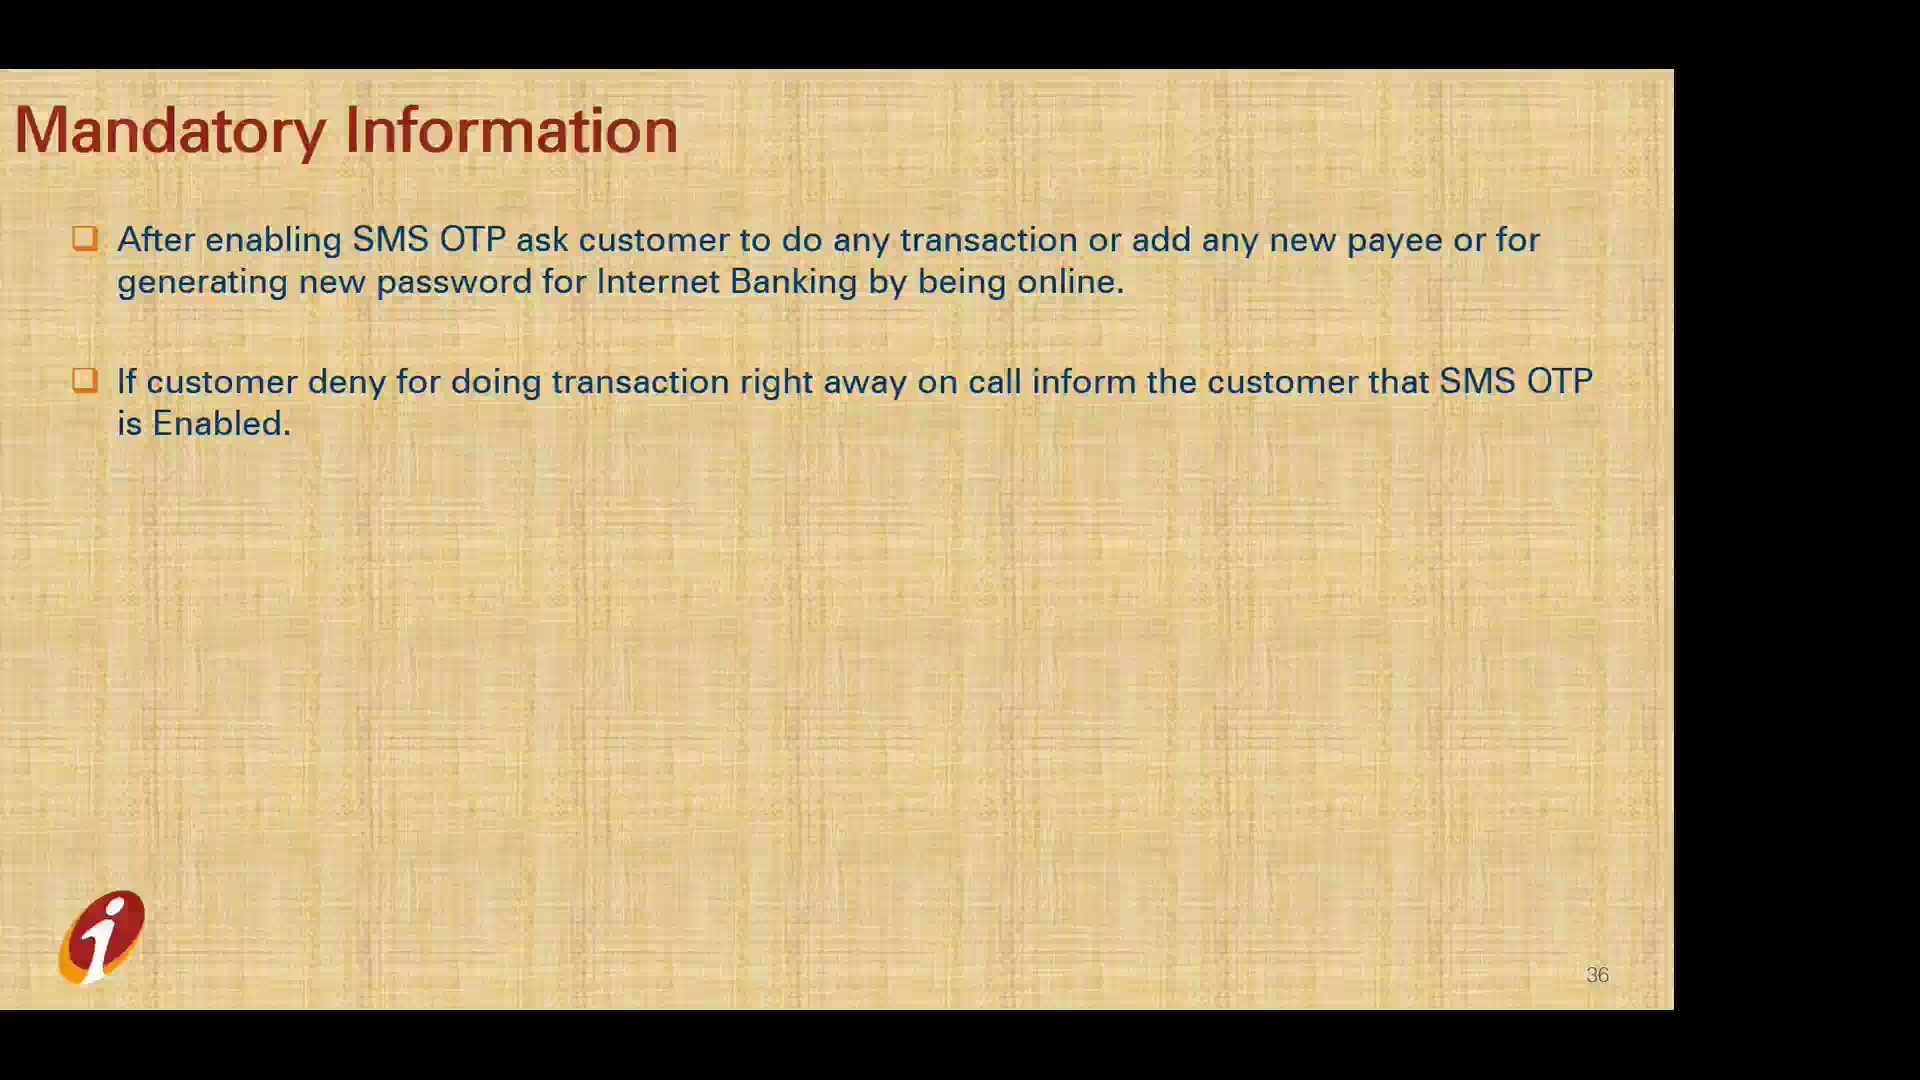 Mandatory Information
After enabling SMS OTP ask customer to do any transaction or add any new payee or for
generating new password for Internet Banking by being online.
If customer deny for doing transaction right away on call inform the customer that SMS OTP
is Enabled.
i
36